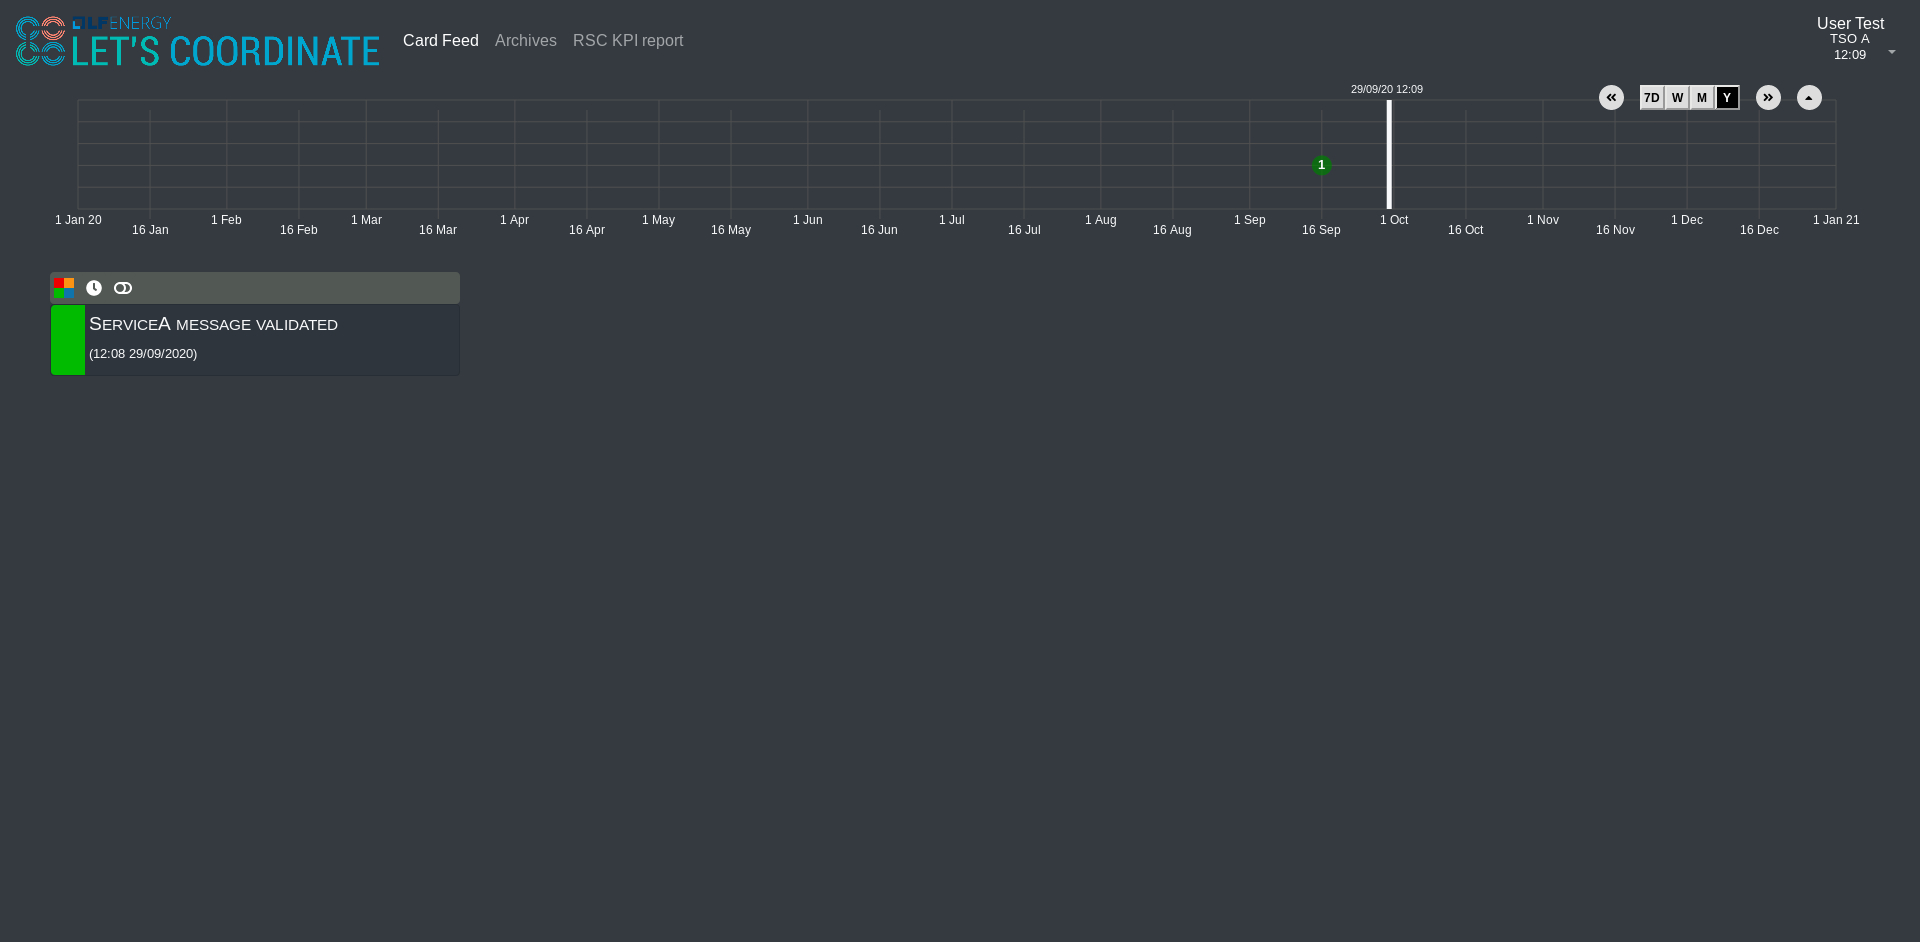 LF ENERGY
LET'S COORDINATE
Card Feed Archives RSC KPI report
User Test
TSO A
12:09
29/09/20 12:09
7D W M Y
1
1 Jan 20 1 Feb 1 Mar 1 Apr 1 May 1 Jun 1 Jul 1 Aug 1 Sep 1 Oct 1 Nov 1 Dec 1 Jan 21
16 Jan 16 Feb 16 Mar 16 Apr 16 May 16 Jun 16 Jul 16 Aug 16 Sep 16 Oct 16 Nov 16 Dec
ServiceA message validated
(12:08 29/09/2020)